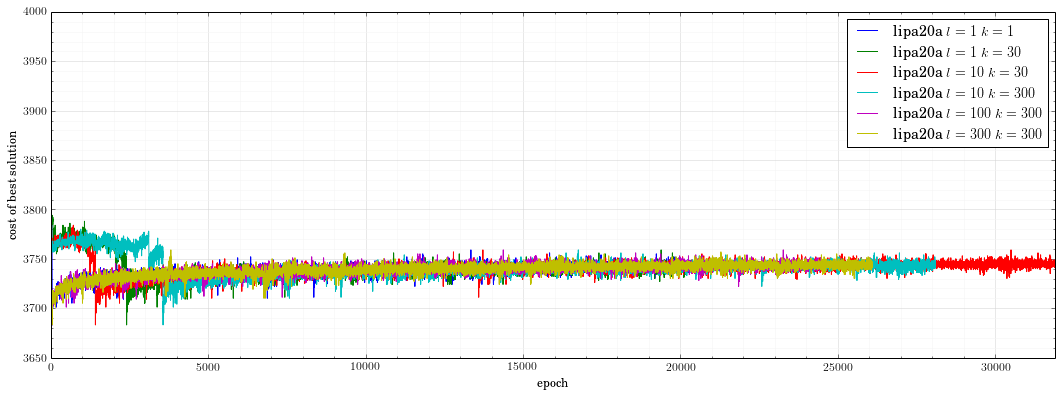 4000
3950
3900
3850
3800
3750
3700
3650
cost of best solution
lipa20a l = 1 k = 1
lipa20a l = 1 k = 30
lipa20a l = 10 k = 30
lipa20a l = 10 k = 300
lipa20a l = 100 k = 300
lipa20a l = 300 k = 300
0 5000 10000 15000 20000 25000 30000
epoch